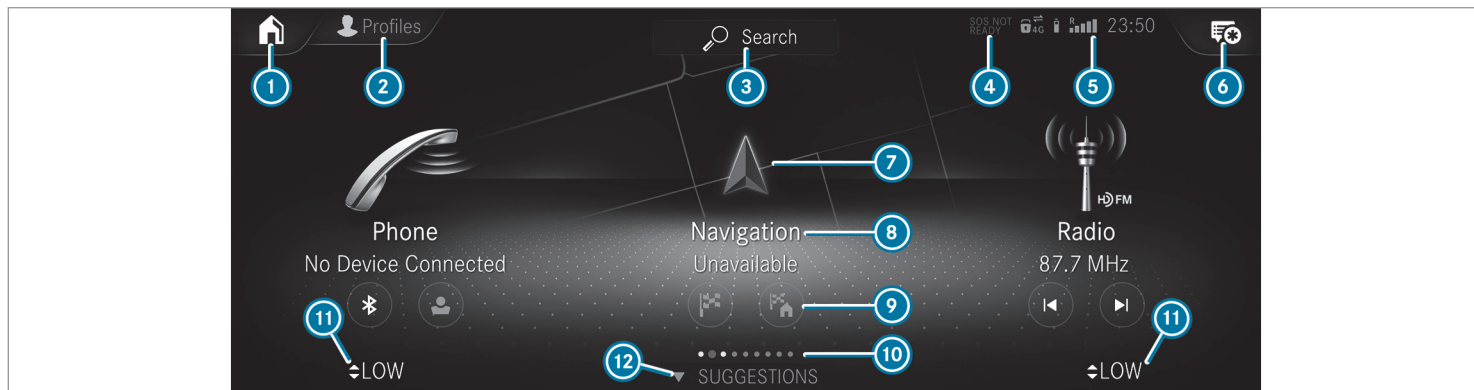 Profiles
Search
SOS NOT
READY
4G
R
23:50
1
2
3
4
5
6
7
HD FM
Phone
Navigation
8
Radio
No Device Connected
Unavailable
87.7 MHz
9
11
11
10
12
LOW
SUGGESTIONS
LOW